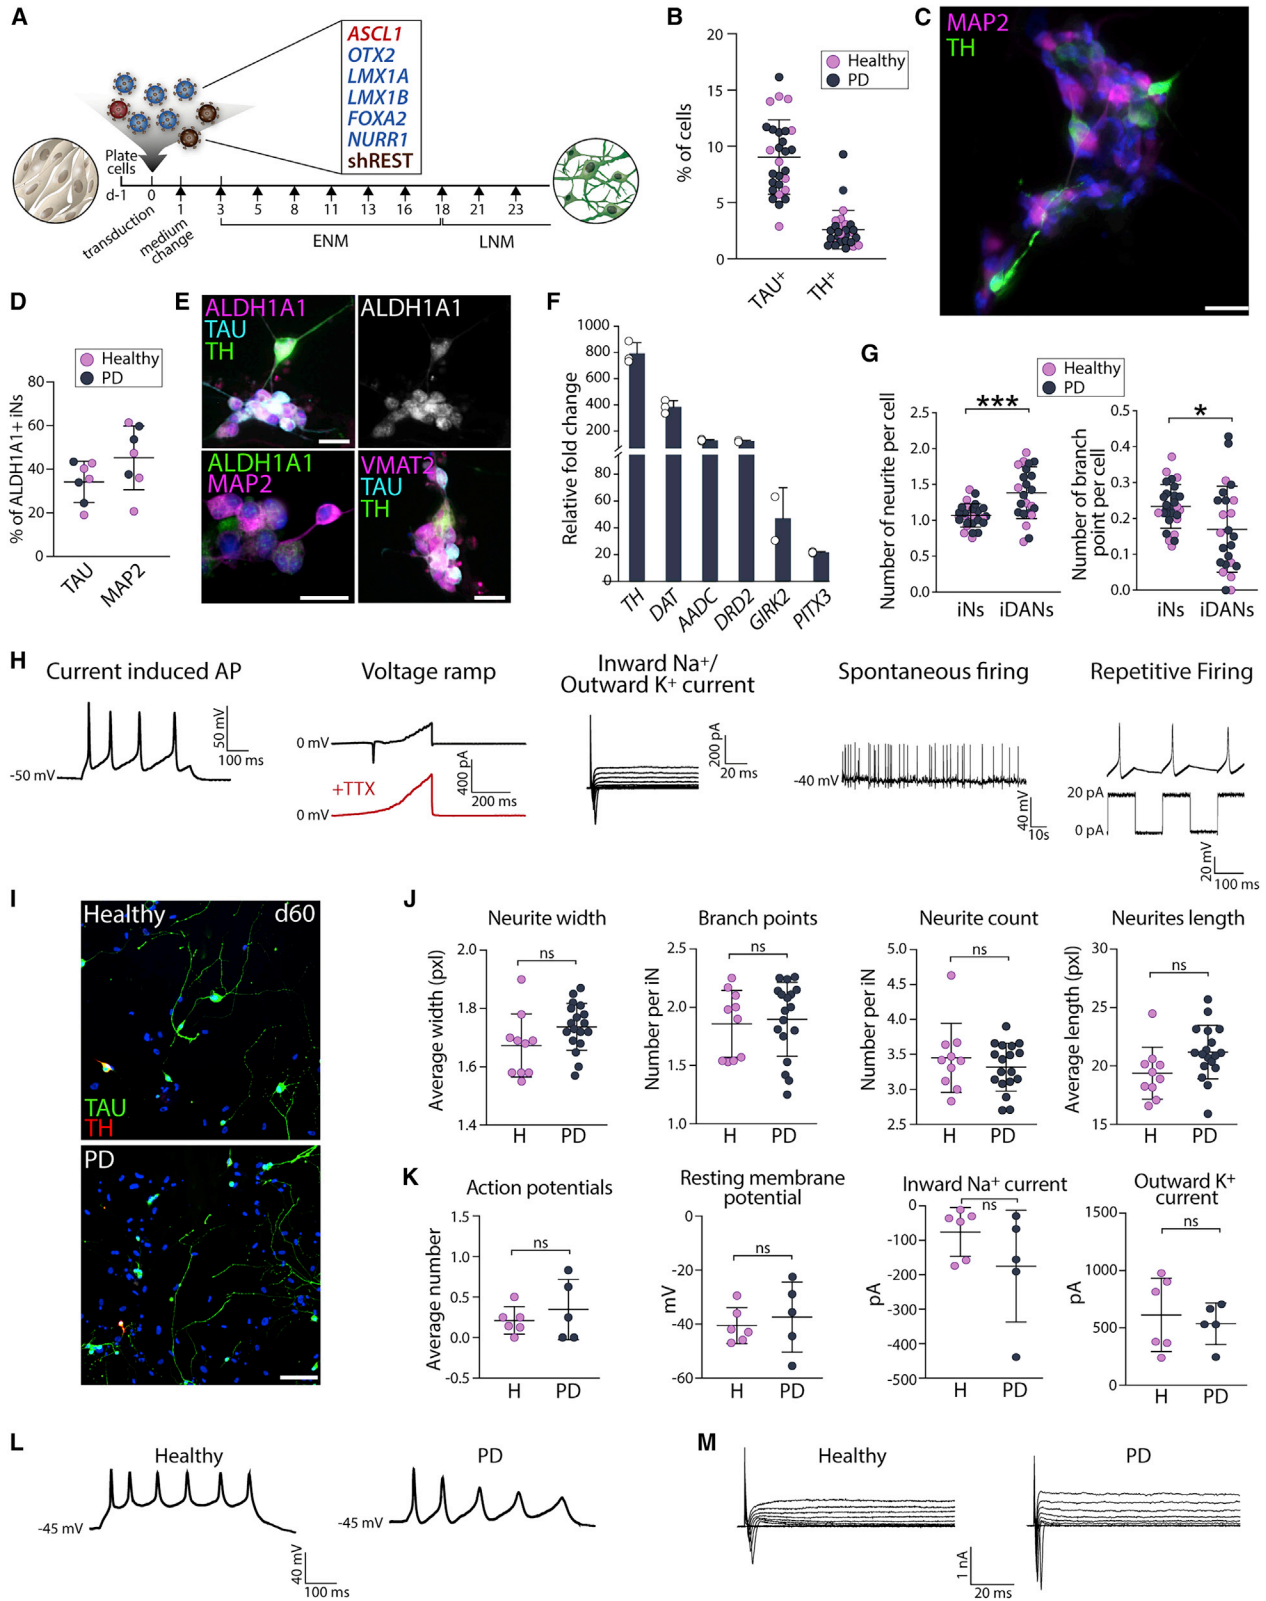 A
ASCL1
OTX2
LMX1A
LMX1B
FOXA2
NURR1
shREST
Plate
cells
d-1 0 1 3 5 8 11 13 16 18 21 23
transduction
medium
change
ENM LNM
B
Healthy
PD
% of cells
20
15
10
5
0
TAU+ TH+
C
MAP2
TH
D
Healthy
PD
% of ALDH1A1+ iNs
80
60
40
20
0
TAU MAP2
E
ALDH1A1
TAU
TH
ALDH1A1
ALDH1A1
MAP2
VMAT2
TAU
TH
F
Relative fold change
1000
800
600
400
200
80
60
40
20
0
TH DAT AADC DRD2 GIRK2 PITX3
G
Healthy
PD
Number of neurite per cell
2.5
2.0
1.5
1.0
0.5
0.0
***
iNs iDANs
Number of branch
point per cell
0.5
0.4
0.3
0.2
0.1
0.0
*
iNs iDANs
H
Current induced AP
-50 mV
50 mV
100 ms
Voltage ramp
0 mV
+TTX
0 mV
400 pA
200 ms
Inward Na+/
Outward K+ current
200 pA
20 ms
Spontaneous firing
-40 mV
40 mV
10s
Repetitive Firing
20 pA
0 pA
20 mV
100 ms
I
Healthy d60
TAU
TH
PD
J
Neurite width
Average width (pxl)
2.0
1.8
1.6
1.4
ns
H PD
Branch points
Number per iN
2.5
2.0
1.5
1.0
ns
H PD
Neurite count
Number per iN
5.0
4.5
4.0
3.5
3.0
2.5
ns
H PD
Neurites length
Average length (pxl)
30
25
20
15
ns
H PD
K
Action potentials
Average number
1.5
1.0
0.5
0.0
-0.5
ns
H PD
Resting membrane
potential
mV
0
-20
-40
-60
ns
H PD
Inward Na+ current
pA
0
-100
-200
-300
-400
-500
ns
H PD
Outward K+
current
pA
1500
1000
500
0
ns
H PD
L
Healthy
-45 mV
40 mV
100 ms
PD
-45 mV
M
Healthy
1 nA
20 ms
PD